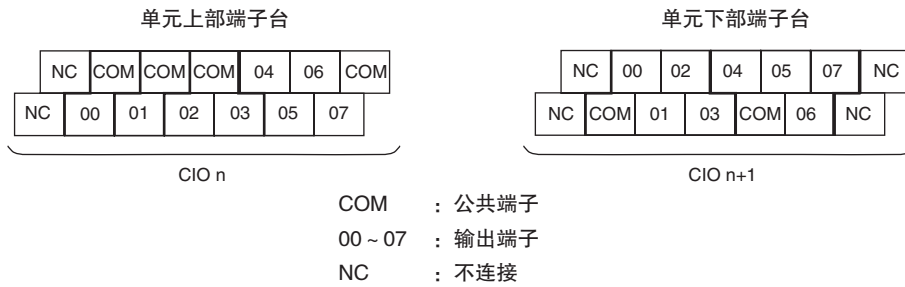 单元上部端子台 单元下部端子台
NC COM COM COM 04 06 COM NC 00 02 04 05 07 NC
NC 00 01 02 03 05 07 NC COM 01 03 COM 06 NC
CIO n CIO n+1
COM ：公共端子
00 ~ 07 ：输出端子
NC ：不连接